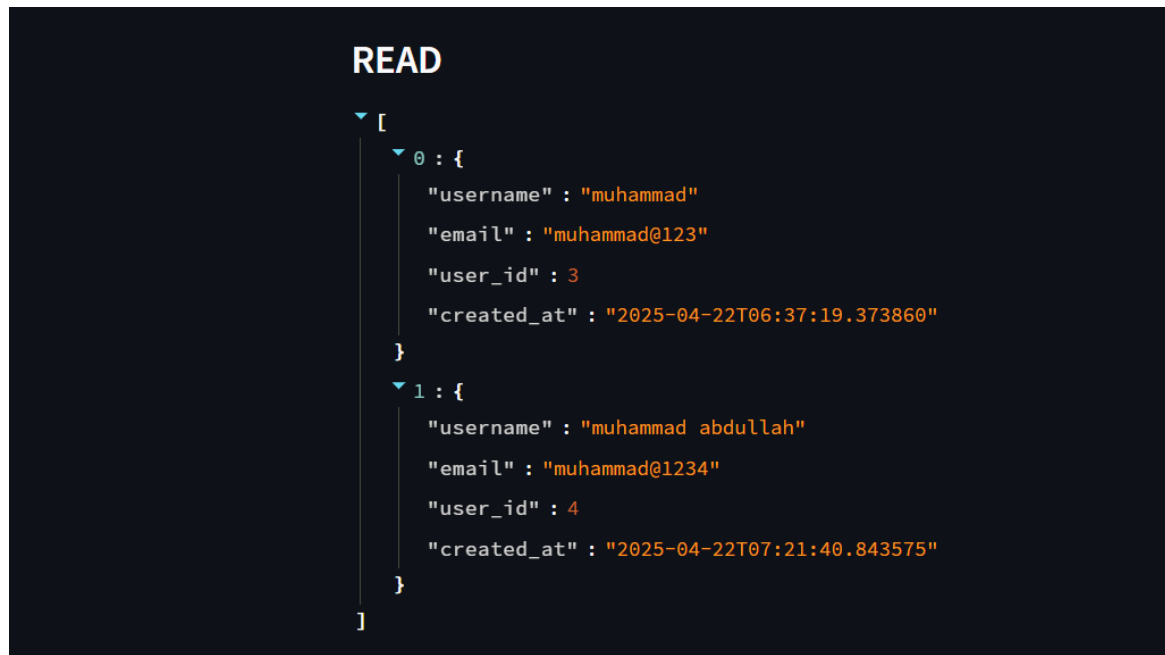 READ
[
0 : {
"username" : "muhammad"
"email" : "muhammad@123"
"user_id" : 3
"created_at" : "2025-04-22T06:37:19.373860"
}
1 : {
"username" : "muhammad abdullah"
"email" : "muhammad@1234"
"user_id" : 4
"created_at" : "2025-04-22T07:21:40.843575"
}
]